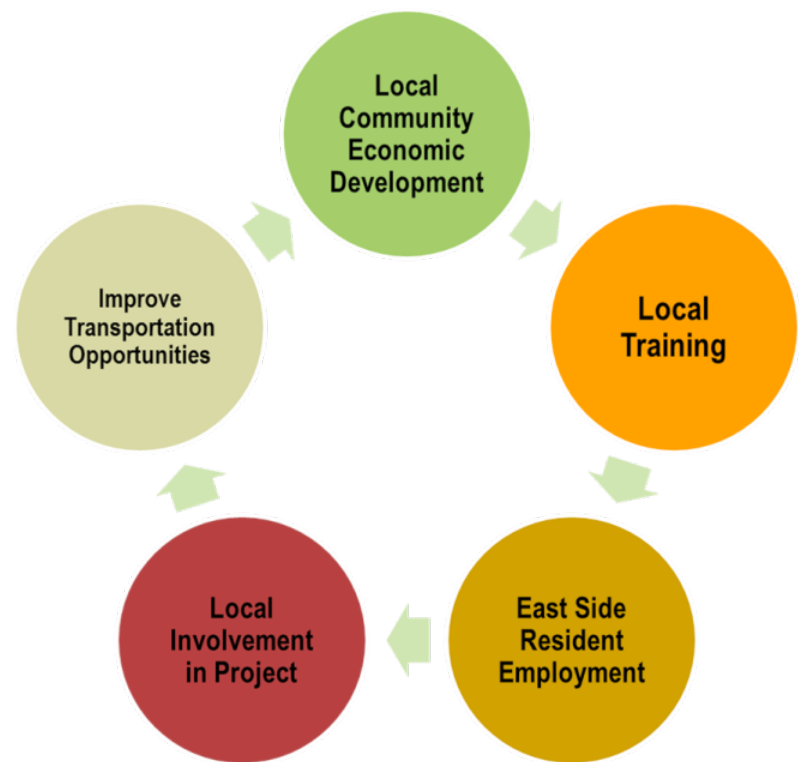 Local
Community
Economic
Development
Local
Training
East Side
Resident
Employment
Local
Involvement
in Project
Improve
Transportation
Opportunities